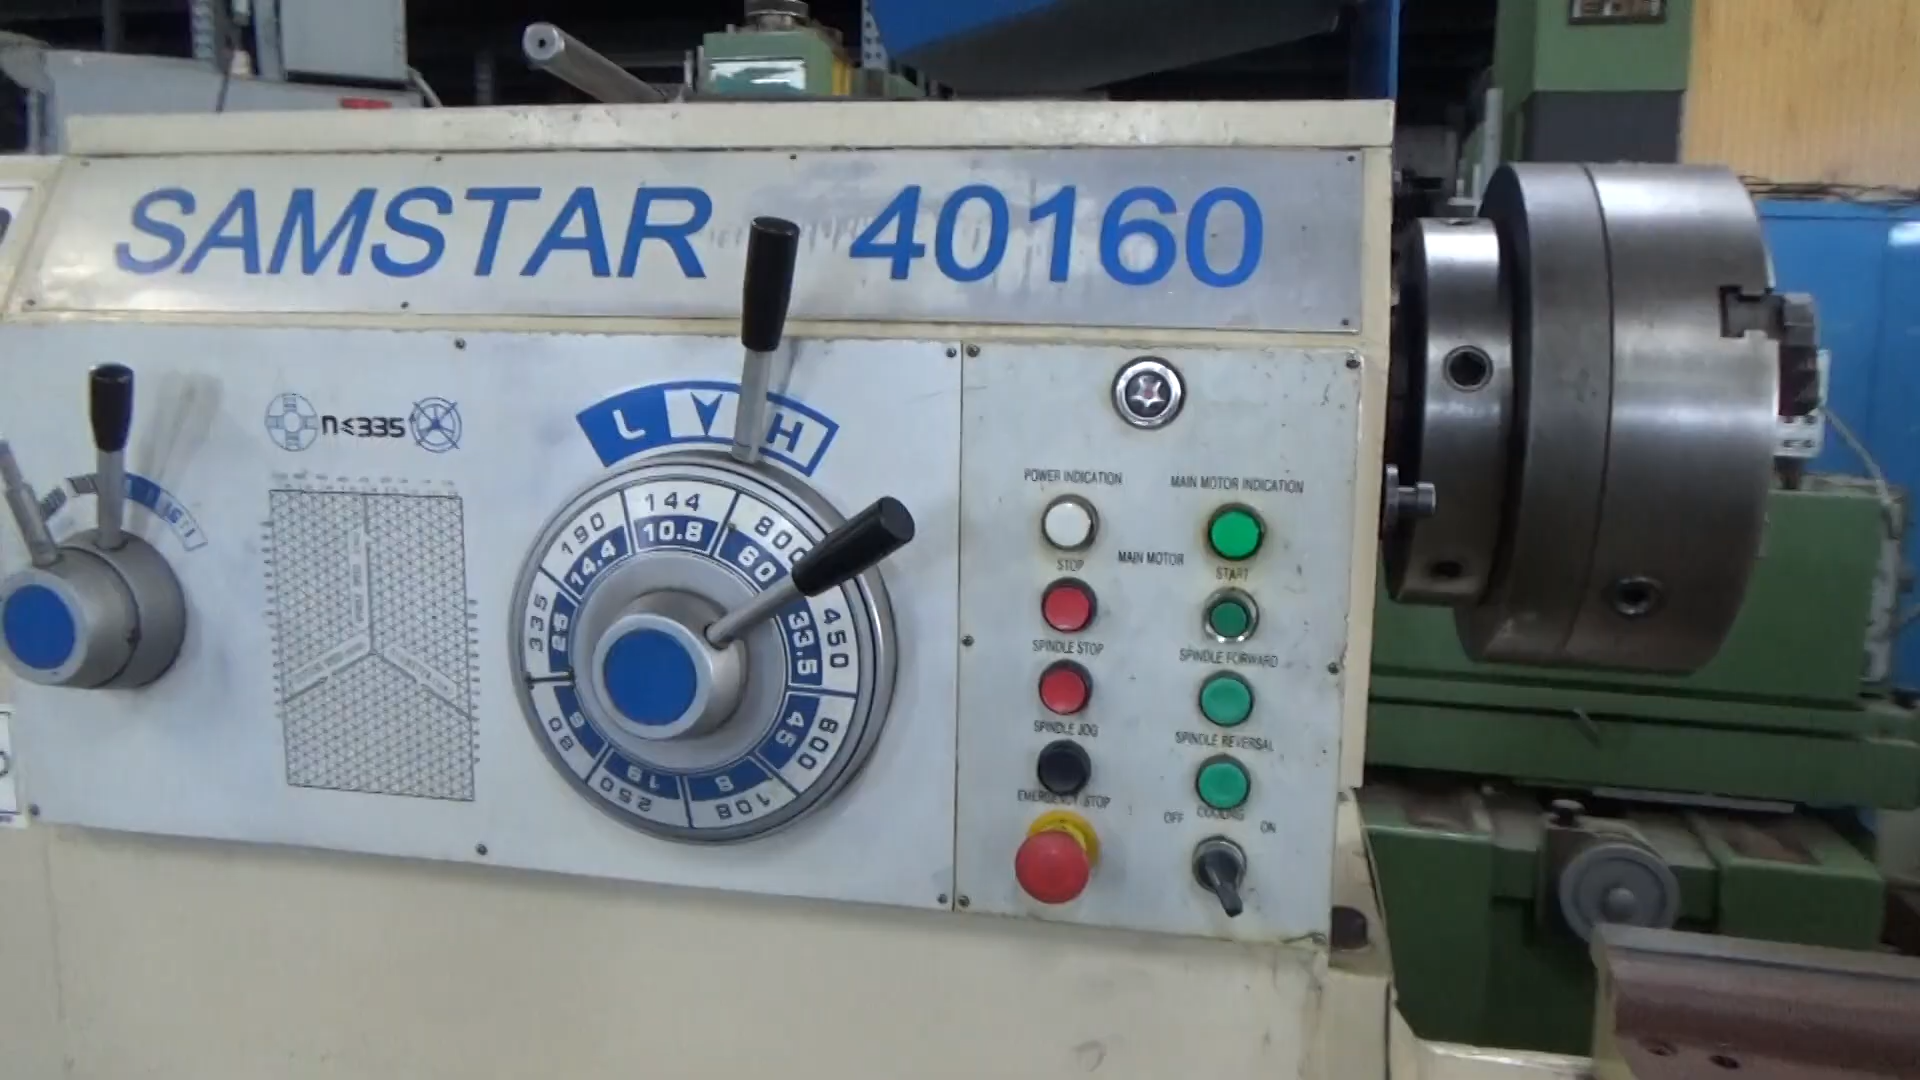 SAMSTAR 40160
n≤335
L H
144
10.8
800
60
450
33.5
600
45
108
8
250
19
80
6
335
25
190
14.4
POWER INDICATION
MAIN MOTOR INDICATION
STOP
MAIN MOTOR
START
SPINDLE STOP
SPINDLE FORWARD
SPINDLE JOG
SPINDLE REVERSAL
EMERGENCY STOP
OFF COOLING ON